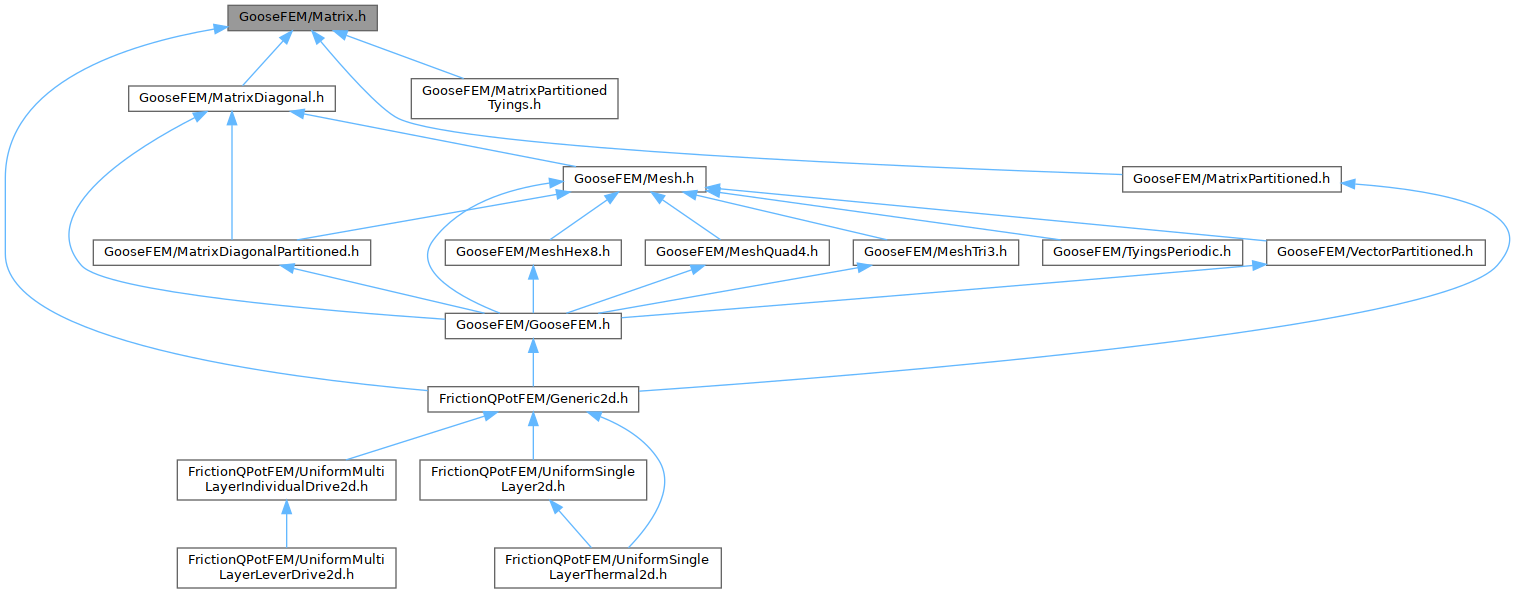 GooseFEM/Matrix.h
GooseFEM/MatrixDiagonal.h
GooseFEM/MatrixPartitioned
Tyings.h
GooseFEM/Mesh.h
GooseFEM/MatrixPartitioned.h
GooseFEM/MatrixDiagonalPartitioned.h
GooseFEM/MeshHex8.h
GooseFEM/MeshQuad4.h
GooseFEM/MeshTri3.h
GooseFEM/TyingsPeriodic.h
GooseFEM/VectorPartitioned.h
GooseFEM/GooseFEM.h
FrictionQPotFEM/Generic2d.h
FrictionQPotFEM/UniformMulti
LayerIndividualDrive2d.h
FrictionQPotFEM/UniformSingle
Layer2d.h
FrictionQPotFEM/UniformMulti
LayerLeverDrive2d.h
FrictionQPotFEM/UniformSingle
LayerThermal2d.h